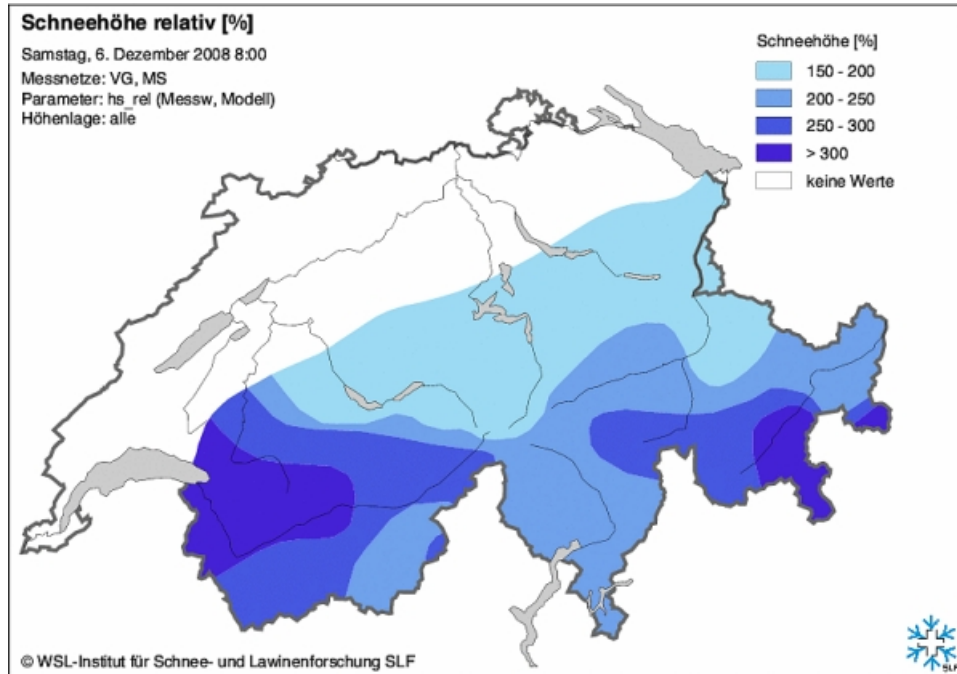 Schneehöhe relativ [%]
Samstag, 6. Dezember 2008 8:00
Messnetze: VG, MS
Parameter: hs_rel (Messw, Modell)
Höhenlage: alle
Schneehöhe [%]
150 - 200
200 - 250
250 - 300
> 300
keine Werte
© WSL-Institut für Schnee- und Lawinenforschung SLF
SLF